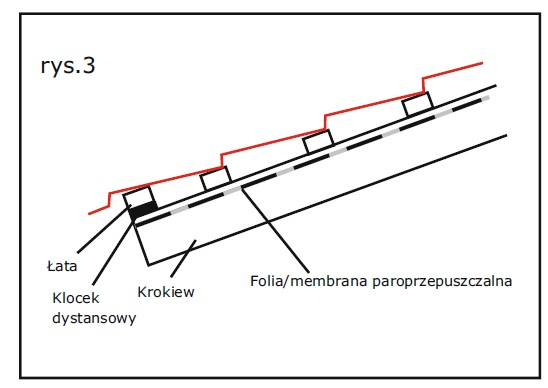 rys.3
Łata
Klocek
dystansowy
Krokiew
Folia/membrana paroprzepuszczalna